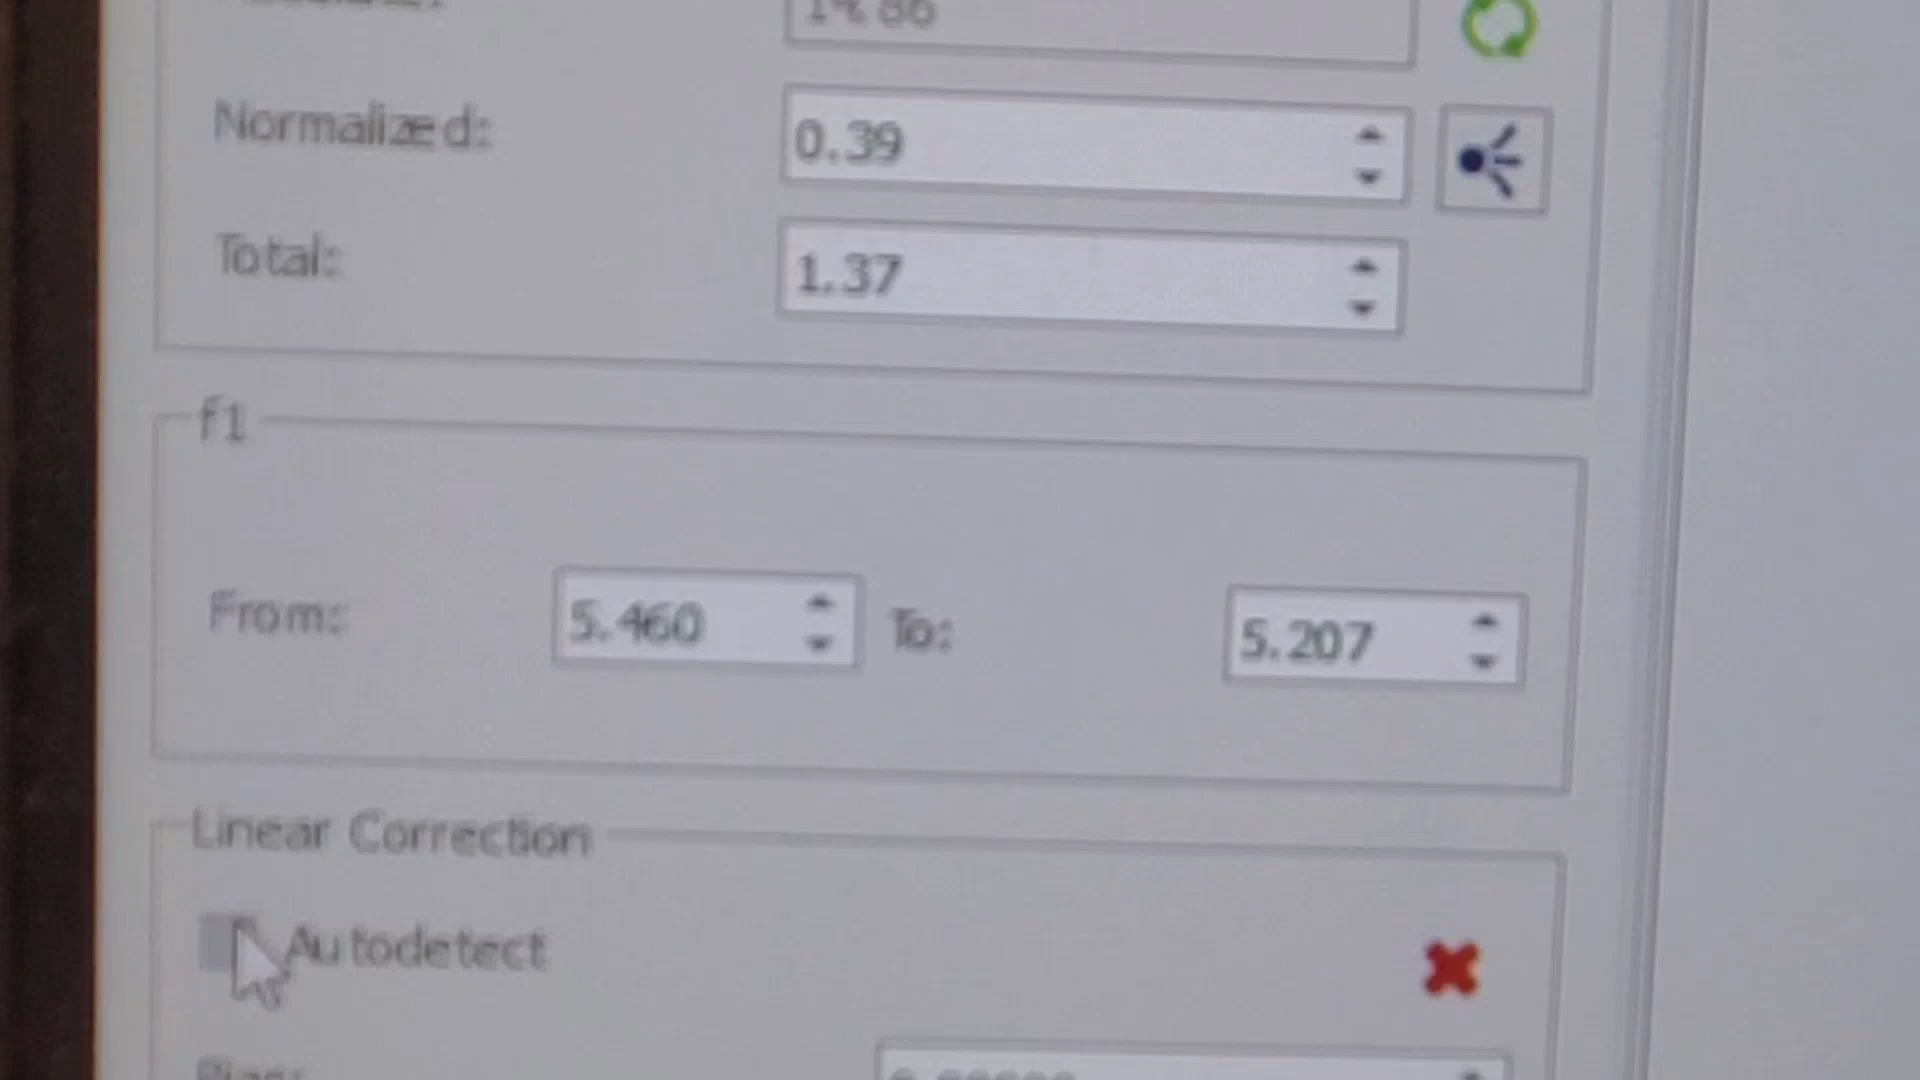 Normalized: 0.39
Total: 1.37
f1
From: 5.460 To: 5.207
Linear Correction
Autodetect